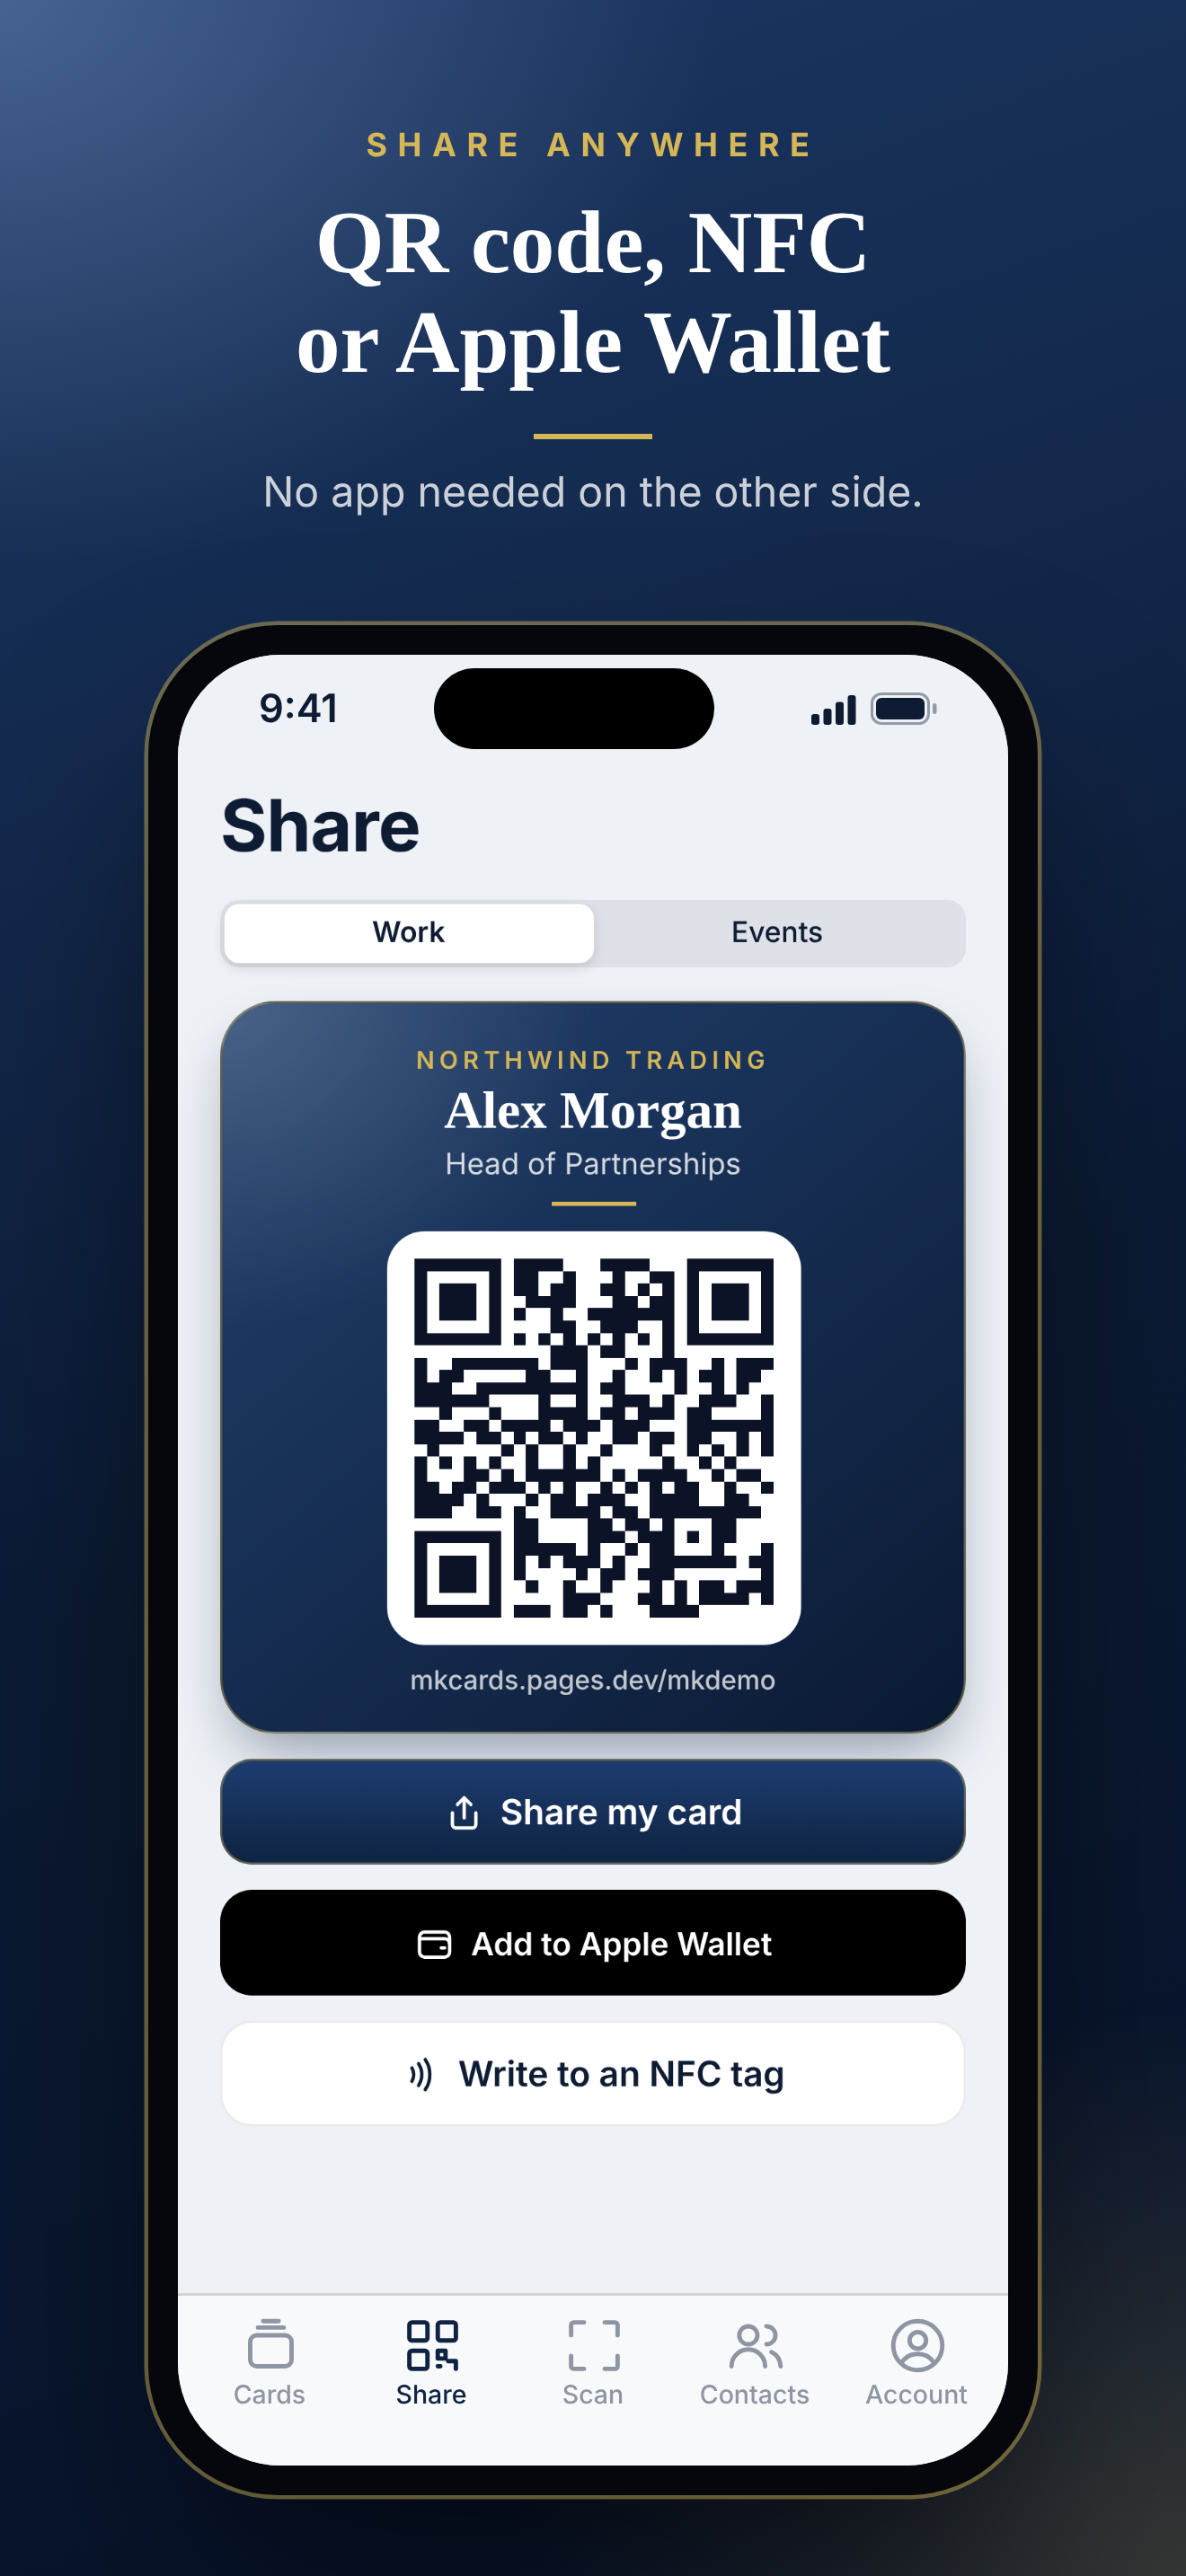 SHARE ANYWHERE
QR code, NFC
or Apple Wallet
No app needed on the other side.
9:41
Share
Work
Events
NORTHWIND TRADING
Alex Morgan
Head of Partnerships
mkcards.pages.dev/mkdemo
Share my card
Add to Apple Wallet
Write to an NFC tag
Cards
Share
Scan
Contacts
Account